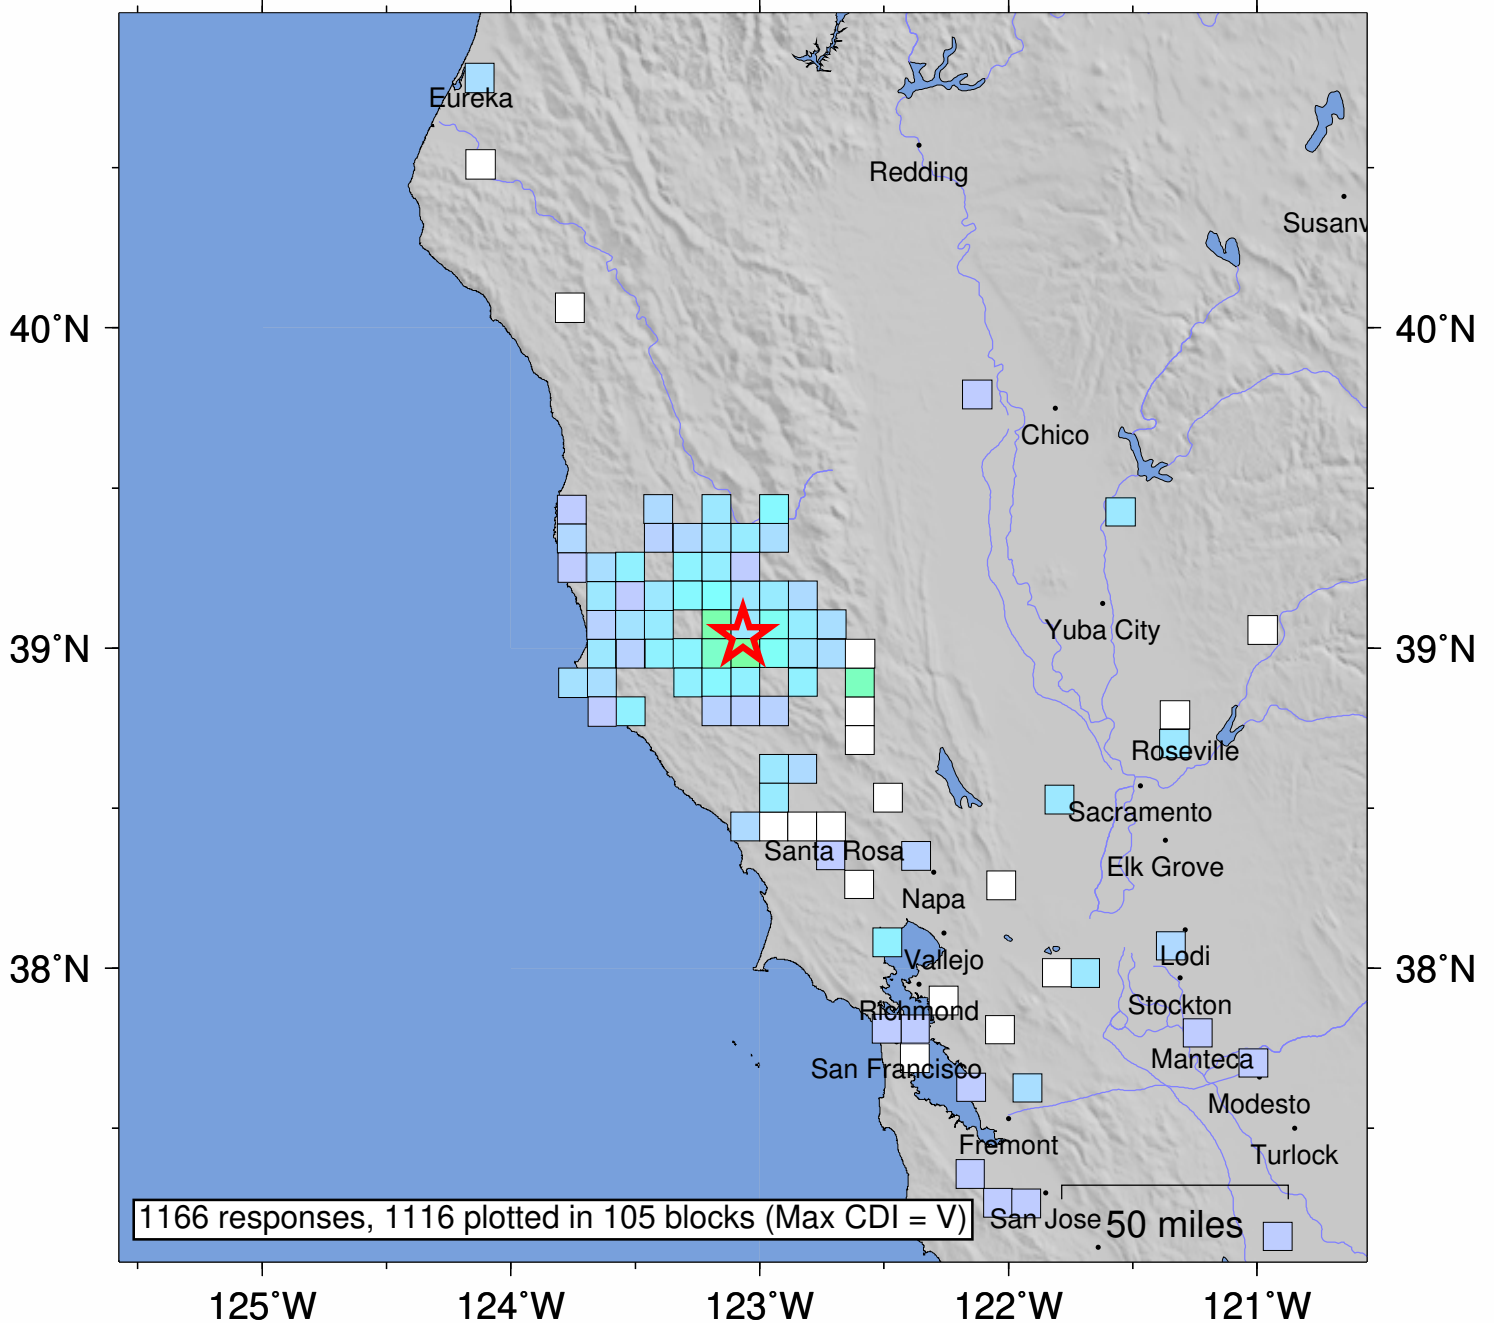 Eureka
Redding
Susanv
40°N
40°N
Chico
Yuba City
39°N
39°N
Roseville
Sacramento
Santa Rosa
Elk Grove
Napa
Vallejo
Lodi
38°N
38°N
Richmond
Stockton
San Francisco
Manteca
Modesto
Fremont
Turlock
1166 responses, 1116 plotted in 105 blocks (Max CDI = V)
San Jose
50 miles
125°W
124°W
123°W
122°W
121°W